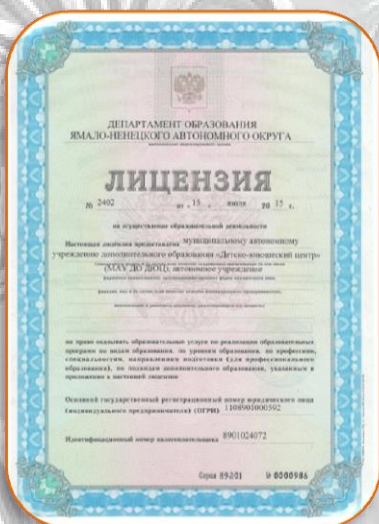 ДЕПАРТАМЕНТ ОБРАЗОВАНИЯ
ЯМАЛО-НЕНЕЦКОГО АВТОНОМНОГО ОКРУГА
ЛИЦЕНЗИЯ
№ 2402 от « 15 » июля 20 15 г.
на осуществление образовательной деятельности
Настоящая лицензия предоставлена муниципальному автономному
учреждению дополнительного образования «Детско-юношеский центр»
(МАУ ДО ДЮЦ), автономное учреждение
на право оказывать образовательные услуги по реализации образовательных
программ по видам образования, по уровням образования, по профессиям,
специальностям, направлениям подготовки (для профессионального
образования), по подвидам дополнительного образования, указанным в
приложении к настоящей лицензии
Основной государственный регистрационный номер юридического лица
(индивидуального предпринимателя) (ОГРН) 1108901000592
Идентификационный номер налогоплательщика 8901024072
Серия 89Л01 № 0000986